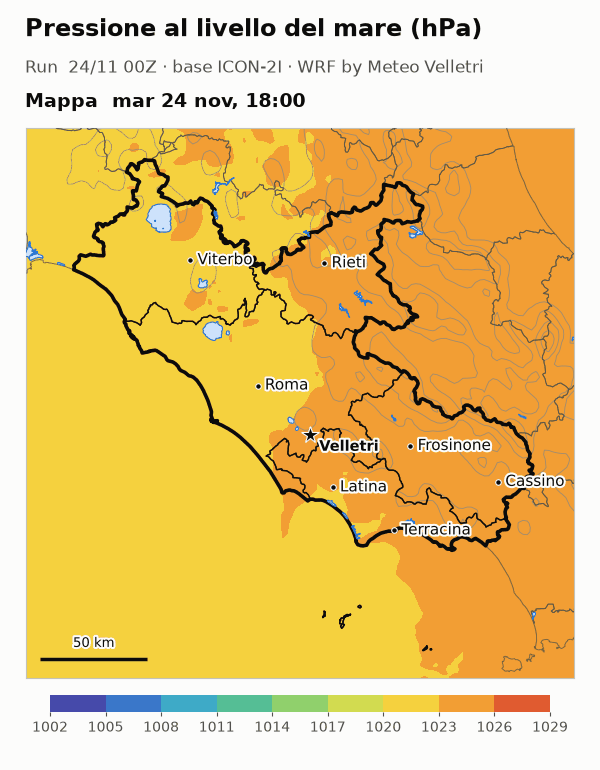 Pressione al livello del mare (hPa)
Run  24/11 00Z · base ICON-2I · WRF by Meteo Velletri
Mappa  mar 24 nov, 18:00
Viterbo
Rieti
Roma
Velletri
Frosinone
Latina
Cassino
Terracina
50 km
1002 1005 1008 1011 1014 1017 1020 1023 1026 1029